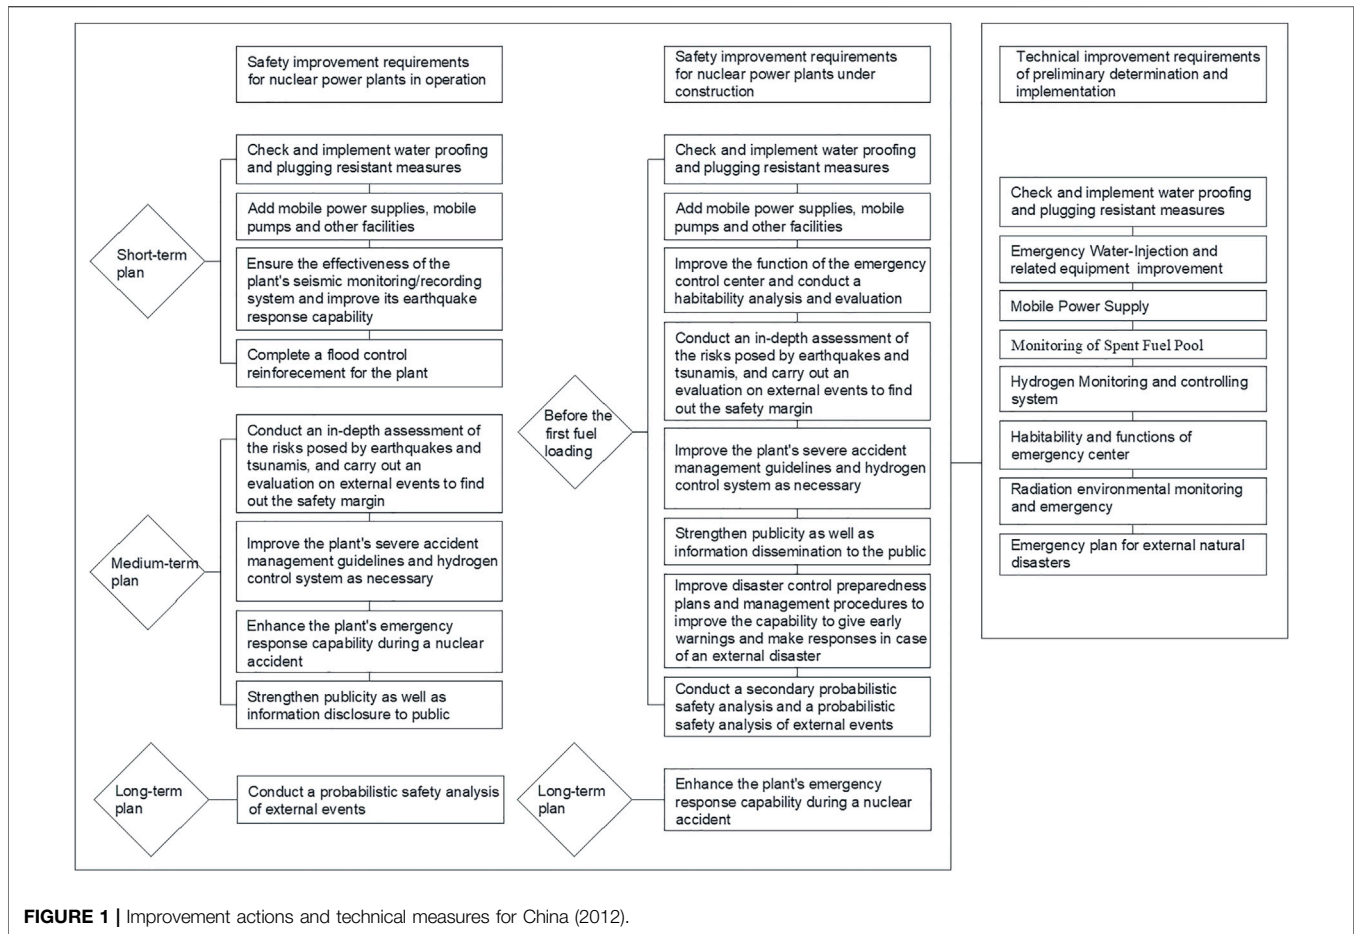 Safety improvement requirements
for nuclear power plants in operation
Short-term
plan
Check and implement water proofing
and plugging resistant measures
Add mobile power supplies, mobile
pumps and other facilities
Ensure the effectiveness of the
plant's seismic monitoring/recording
system and improve its earthquake
response capability
Complete a flood control
reinforecement for the plant
Medium-term
plan
Conduct an in-depth assessment of
the risks posed by earthquakes and
tsunamis, and carry out an
evaluation on external events to find
out the safety margin
Improve the plant's severe accident
management guidelines and hydrogen
control system as necessary
Enhance the plant's emergency
response capability during a nuclear
accident
Strengthen publicity as well as
information disclosure to public
Long-term
plan
Conduct a probabilistic safety analysis
of external events
Safety improvement requirements
for nuclear power plants under
construction
Before the
first fuel
loading
Check and implement water proofing
and plugging resistant measures
Add mobile power supplies, mobile
pumps and other facilities
Improve the function of the emergency
control center and conduct a
habitability analysis and evaluation
Conduct an in-depth assessment of
the risks posed by earthquakes and
tsunamis, and carry out an
evaluation on external events to find
out the safety margin
Improve the plant's severe accident
management guidelines and hydrogen
control system as necessary
Strengthen publicity as well as
information dissemination to the public
Improve disaster control preparedness
plans and management procedures to
improve the capability to give early
warnings and make responses in case
of an external disaster
Conduct a secondary probabilistic
safety analysis and a probabilistic
safety analysis of external events
Long-term
plan
Enhance the plant's emergency
response capability during a nuclear
accident
Technical improvement requirements
of preliminary determination and
implementation
Check and implement water proofing
and plugging resistant measures
Emergency Water-Injection and
related equipment improvement
Mobile Power Supply
Monitoring of Spent Fuel Pool
Hydrogen Monitoring and controlling
system
Habitability and functions of
emergency center
Radiation environmental monitoring
and emergency
Emergency plan for external natural
disasters
FIGURE 1 | Improvement actions and technical measures for China (2012).